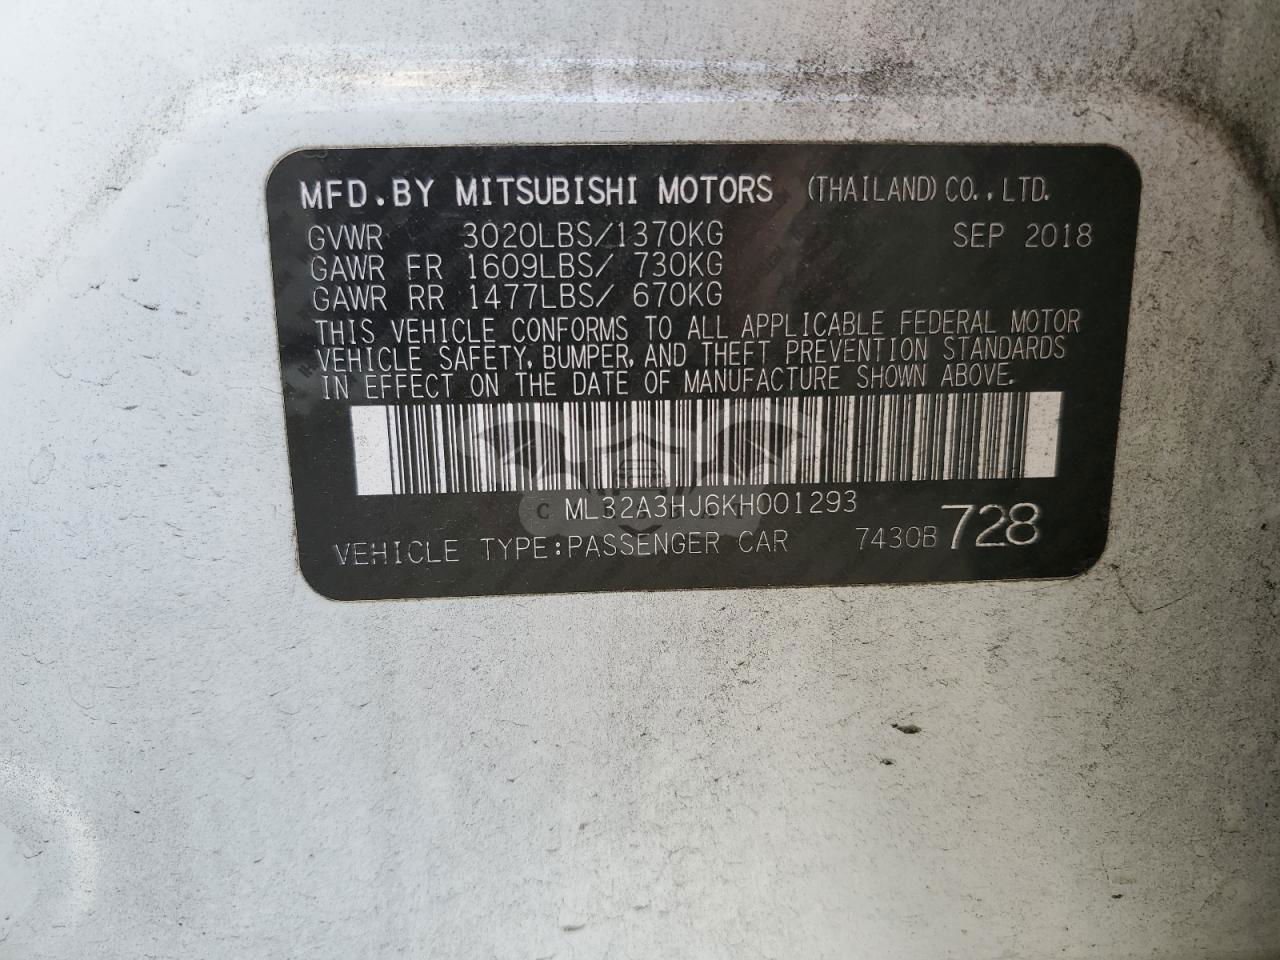 MFD.BY MITSUBISHI MOTORS (THAILAND) CO., LTD.
GVWR 3020LBS/1370KG SEP 2018
GAWR FR 1609LBS/ 730KG
GAWR RR 1477LBS/ 670KG
THIS VEHICLE CONFORMS TO ALL APPLICABLE FEDERAL MOTOR
VEHICLE SAFETY, BUMPER, AND THEFT PREVENTION STANDARDS
IN EFFECT ON THE DATE OF MANUFACTURE SHOWN ABOVE.
ML32A3HJ6KH001293
VEHICLE TYPE:PASSENGER CAR 7430B 728